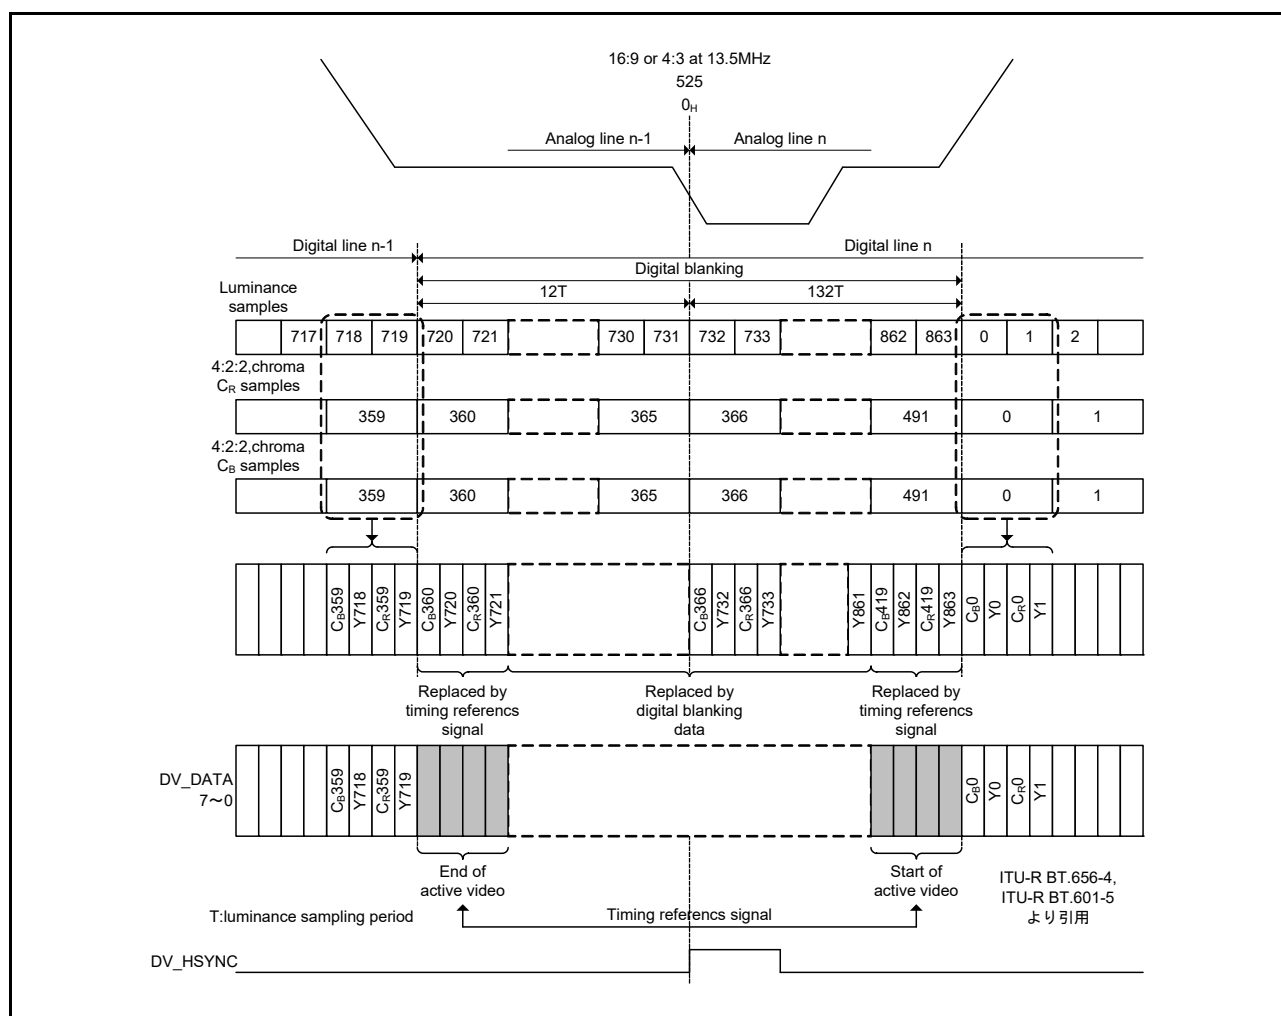 16:9 or 4:3 at 13.5MHz
525
0H
Analog line n-1
Analog line n
Digital line n-1
Digital line n
Digital blanking
12T
132T
Luminance
samples
717 718 719 720 721 730 731 732 733 862 863 0 1 2
4:2:2,chroma
CR samples
359 360 365 366 491 0 1
4:2:2,chroma
CB samples
359 360 365 366 491 0 1
CB359 Y718 CR359 Y719 CB360 Y720 CR360 Y721 CB366 Y732 CR366 Y733 Y861 CB419 Y862 CR419 Y863 CB0 Y0 CR0 Y1
Replaced by
timing referencs
signal
Replaced by
digital blanking
data
Replaced by
timing referencs
signal
DV_DATA
7～0
CB359 Y718 CR359 Y719 CB0 Y0 CR0 Y1
End of
active video
Start of
active video
ITU-R BT.656-4,
ITU-R BT.601-5
より引用
T:luminance sampling period
Timing referencs signal
DV_HSYNC